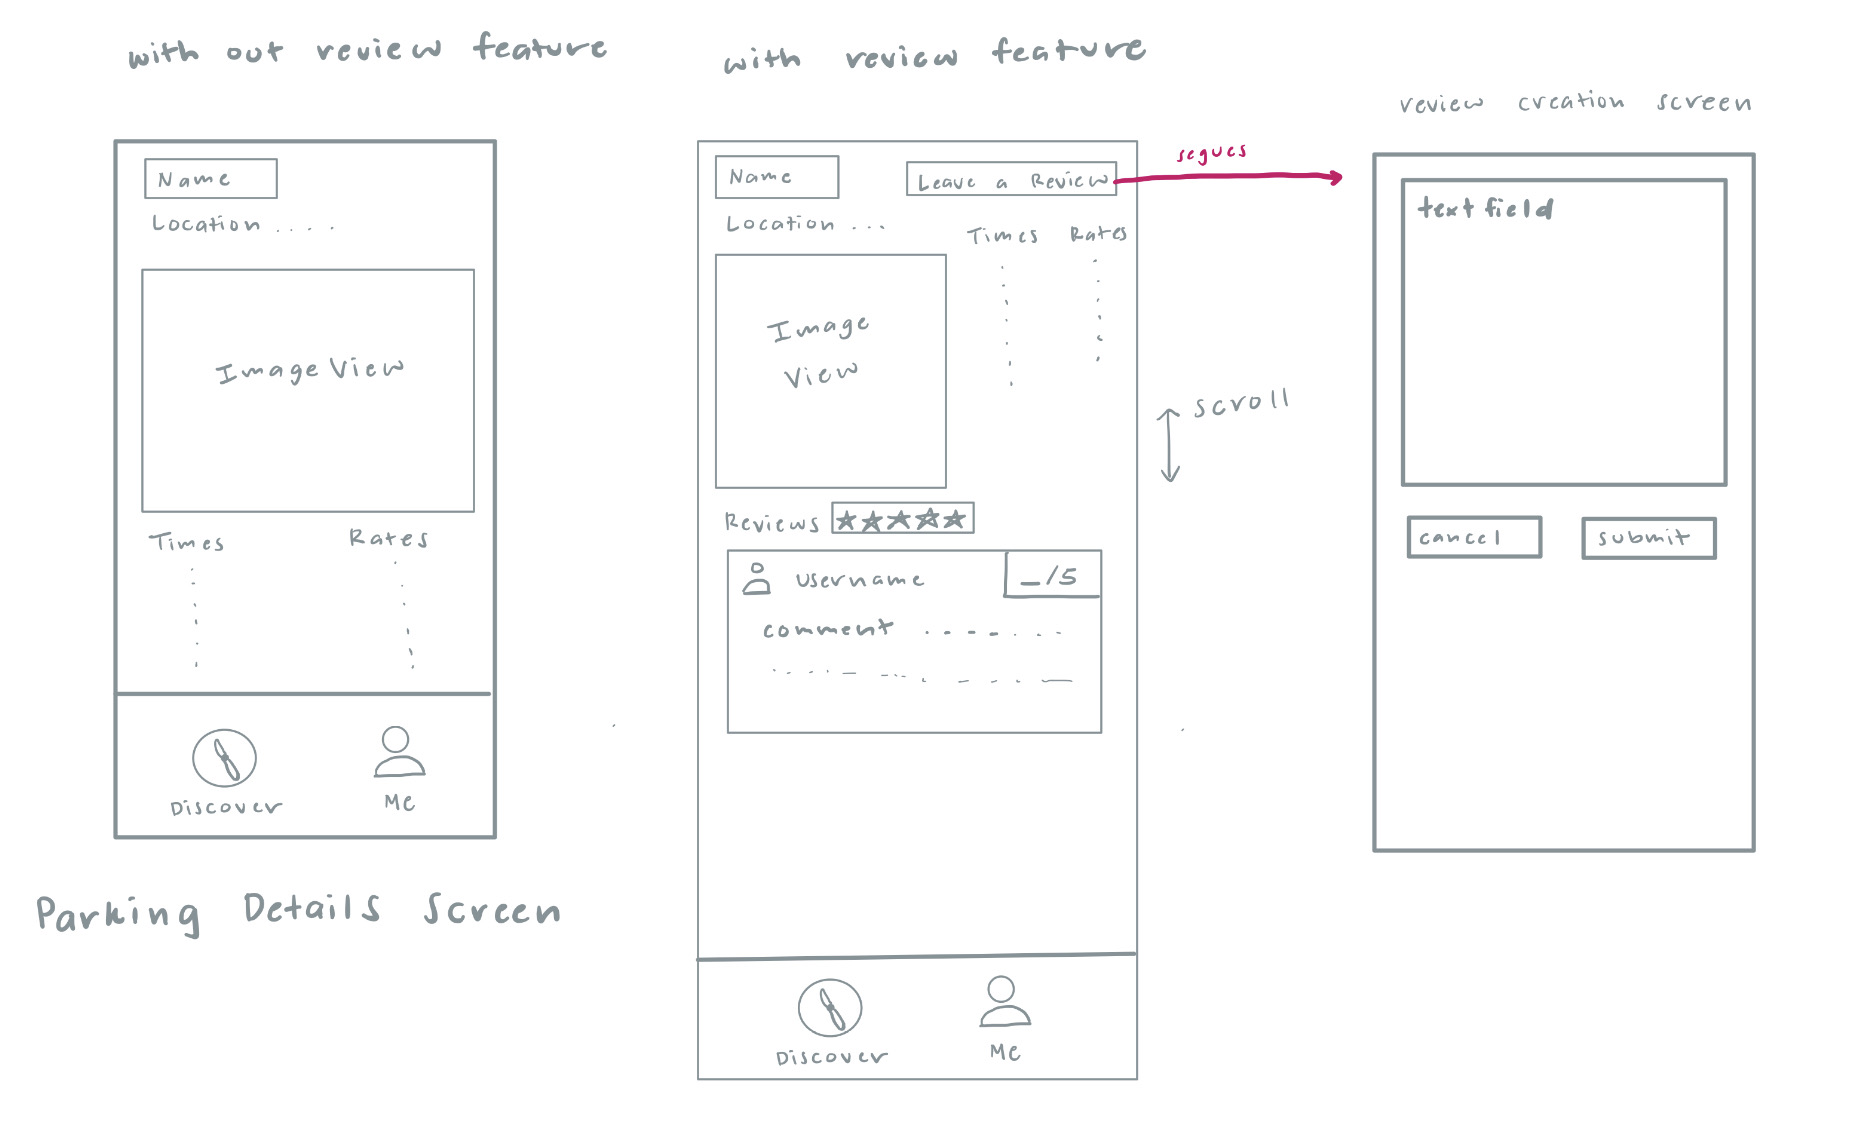 with out review feature
Name
Location ....
Image View
Times Rates
Discover Me
Parking Details Screen
with review feature
Name Leave a Review
Location ...
Times Rates
Image
View
Reviews
username _/5
comment
Discover Me
segues
scroll
review creation screen
text field
cancel submit